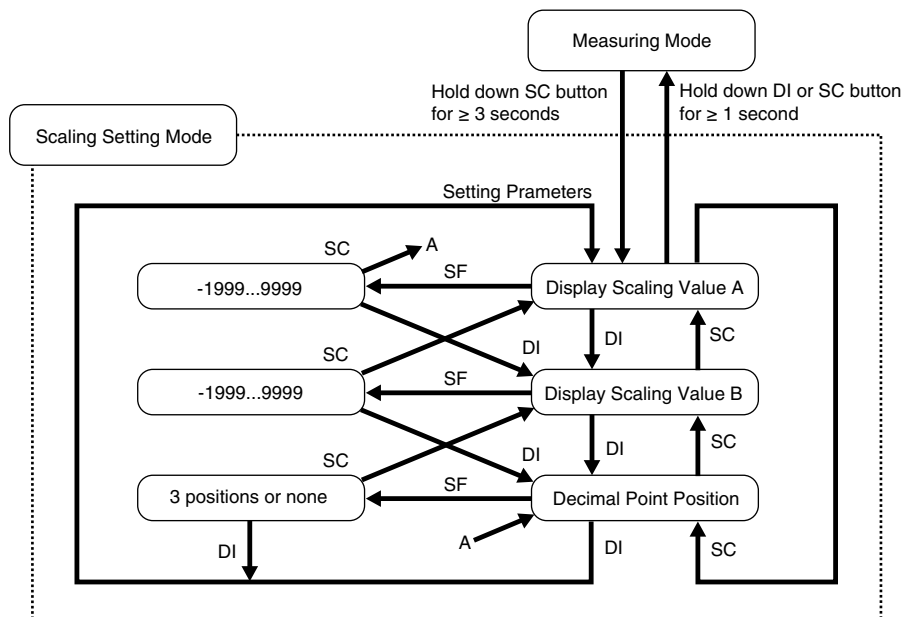 Measuring Mode
Hold down SC button
for ≥ 3 seconds
Hold down DI or SC button
for ≥ 1 second
Scaling Setting Mode
Setting Prameters
SC
A
SF
-1999...9999
Display Scaling Value A
SC
DI
DI
SC
SF
-1999...9999
Display Scaling Value B
SC
DI
DI
SC
SF
3 positions or none
Decimal Point Position
DI
A
DI
SC